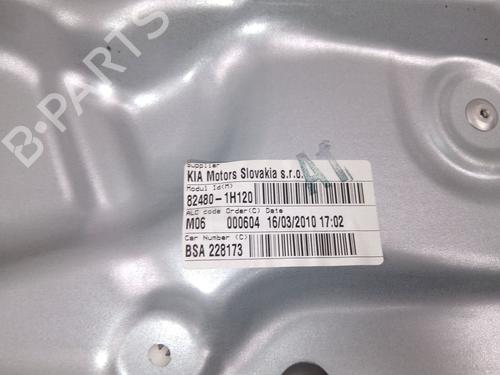 B-PARTS
Supplier
KIA Motors Slovakia s.r.o.
A1
Modul Id(M)
82480-1H120
ALC code Order(C) Date
M06 000604 16/03/2010 17:02
Car Number (C)
BSA 228173